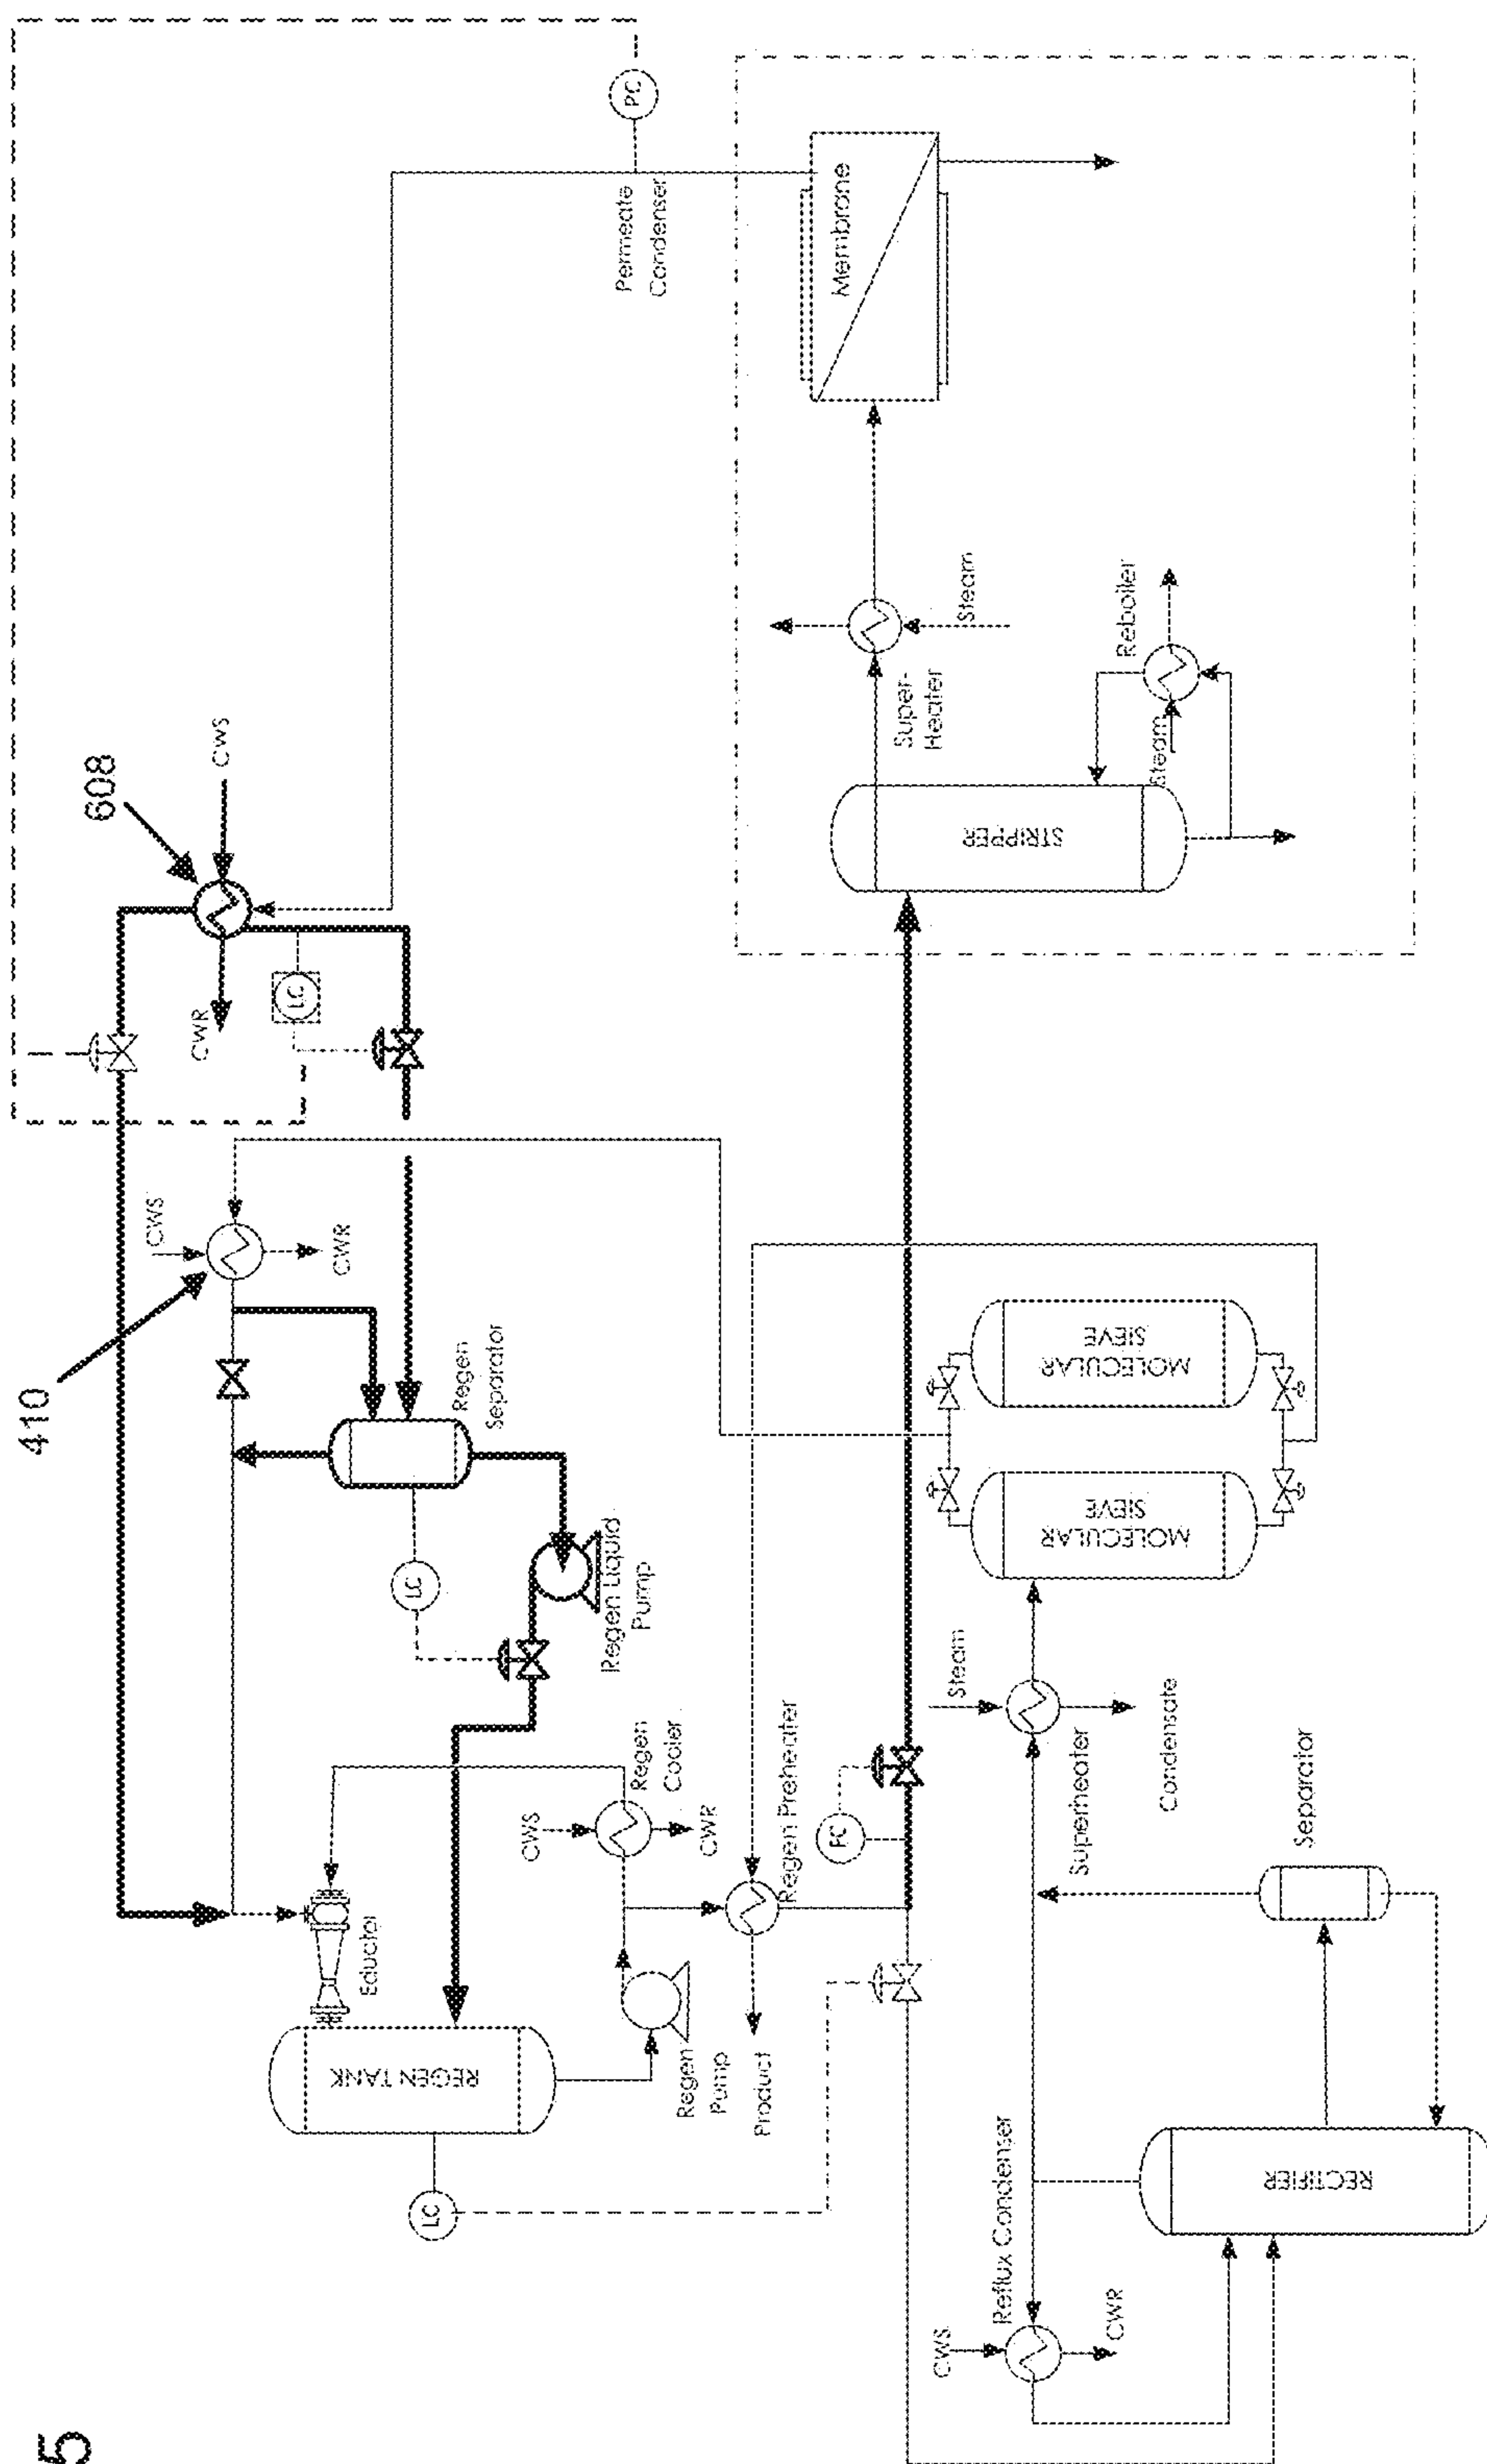 5
410
608
CWS
CWR
LC
PC
Permeate
Condenser
CWS
CWR
Regen
Separator
LC
Regen Liquid
Pump
Eductor
REGEN TANK
LC
CWS
CWR
Regen
Cooler
Regen
Pump
Product
Regen Preheater
FC
Membrane
Super-
Heater
Steam
STRIPPER
Steam
Reboiler
MOLECULAR
SIEVE
MOLECULAR
SIEVE
Steam
Superheater
Condensate
Separator
RECTIFIER
Reflux Condenser
CWS
CWR